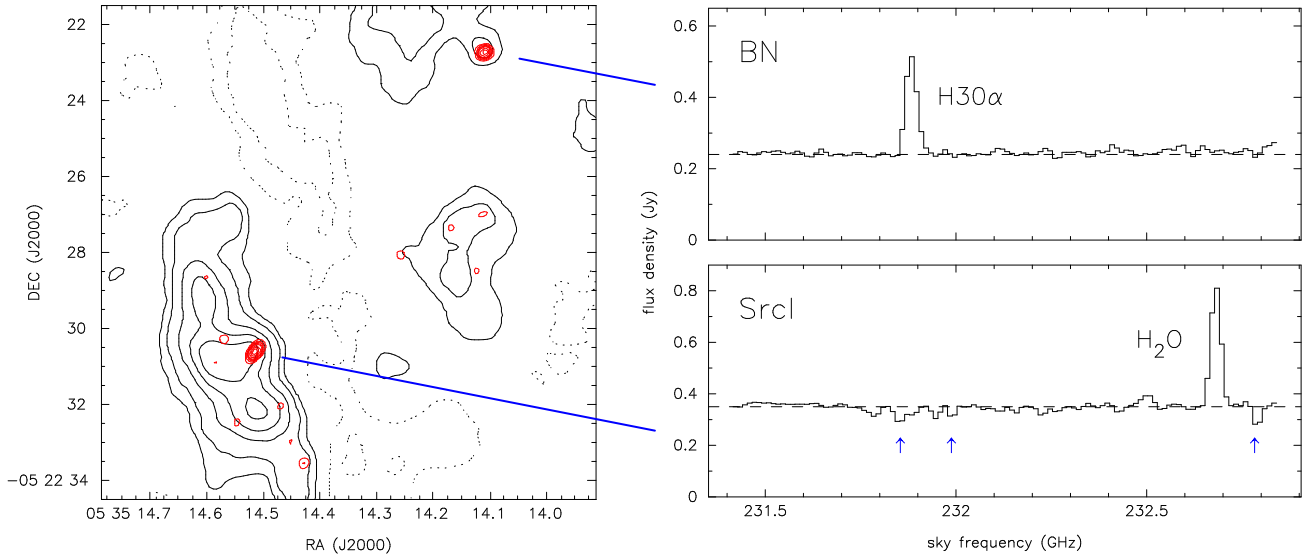 22
24
26
28
30
32
−05 22 34
DEC (J2000)
05 35 14.7 14.6 14.5 14.4 14.3 14.2 14.1 14.0
RA (J2000)
flux density (Jy)
0.6
0.4
0.2
0
BN
H30α
0.8
0.6
0.4
0.2
0
SrcI
H₂O
231.5 232 232.5
sky frequency (GHz)